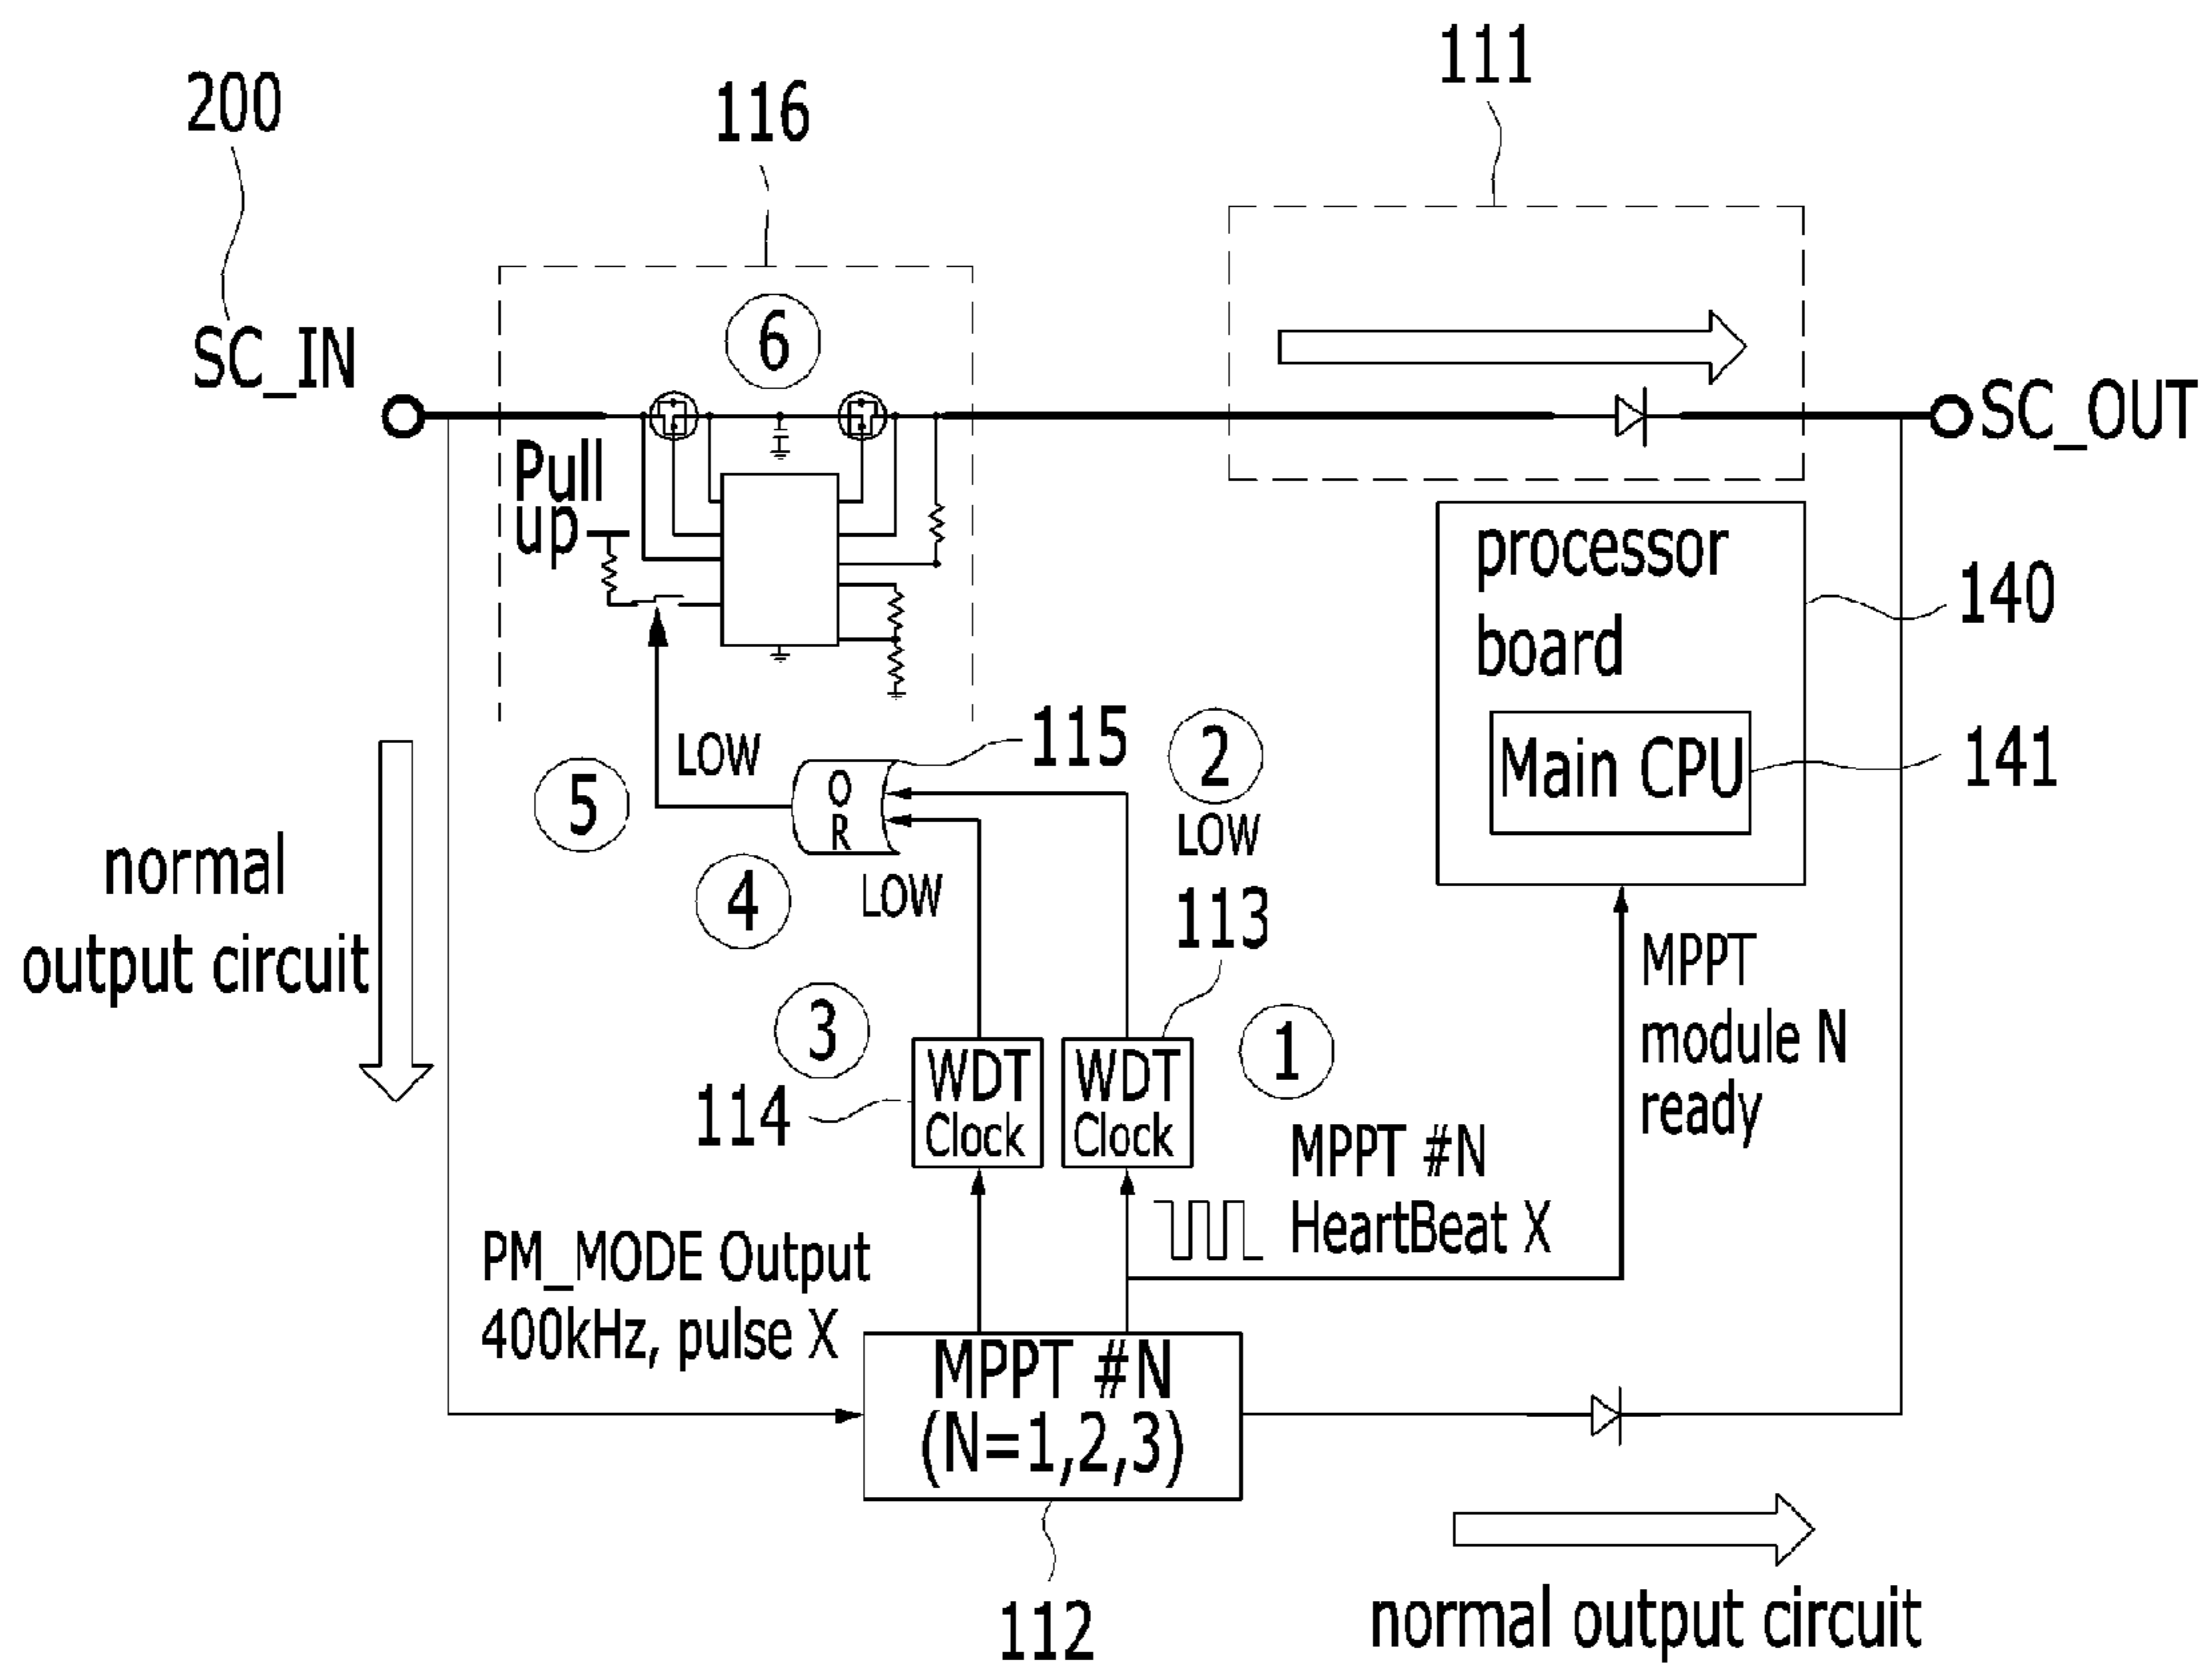 111
200
116
SC_IN
6
SC_OUT
Pull
up
processor
board
140
Main CPU
141
LOW
115
2
LOW
5
O
R
4
LOW
113
normal
output circuit
3
1
MPPT
module N
ready
WDT
Clock
WDT
Clock
114
MPPT #N
HeartBeat X
PM_MODE Output
400kHz, pulse X
MPPT #N
(N=1,2,3)
112
normal output circuit